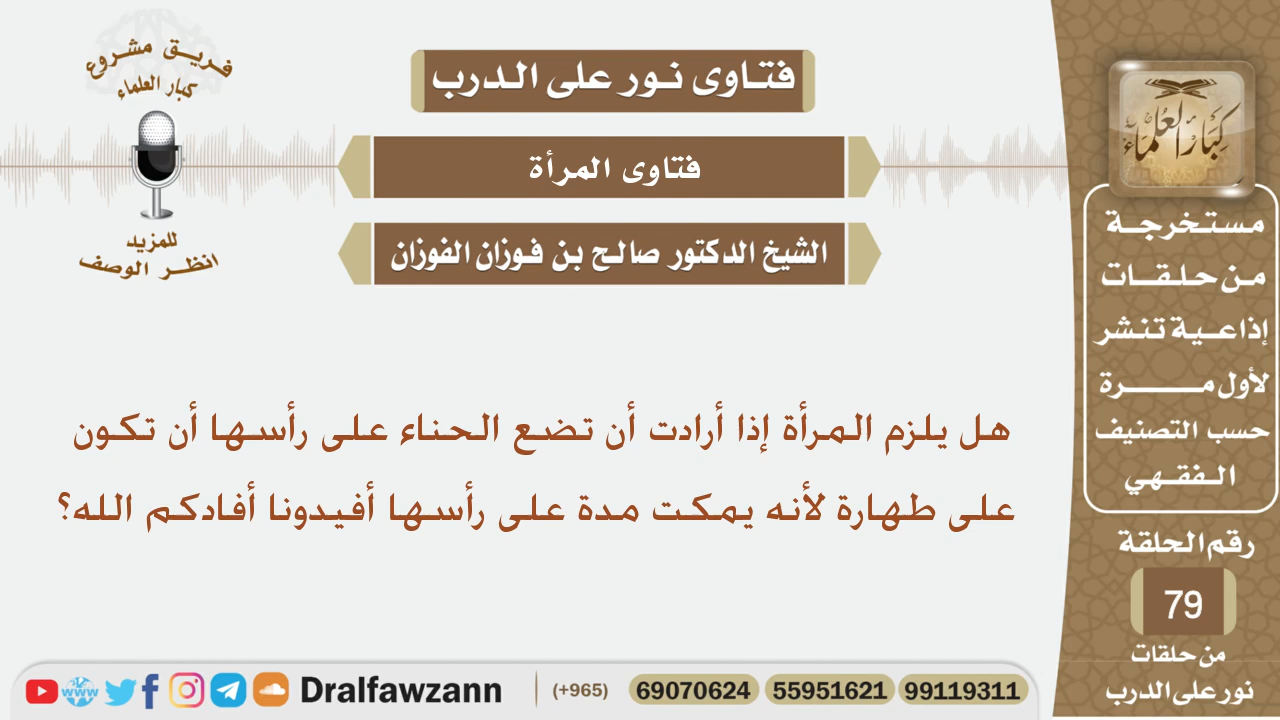 فريق مشروع
كبار العلماء
للمزيد
انظر الوصف
فتاوى نور على الدرب
فتاوى المرأة
الشيخ الدكتور صالح بن فوزان الفوزان
هل يلزم المرأة إذا أرادت أن تضع الحناء على رأسها أن تكون
على طهارة لأنه يمكت مدة على رأسها أفيدونا أفادكم الله؟
كبار العلماء
مستخرجة
من حلقات
إذاعية تنشر
لأول مرة
حسب التصنيف
الفقهي
رقم الحلقة
79
من حلقات
نور على الدرب
www
Dralfawzann
(+965)
69070624
55951621
99119311